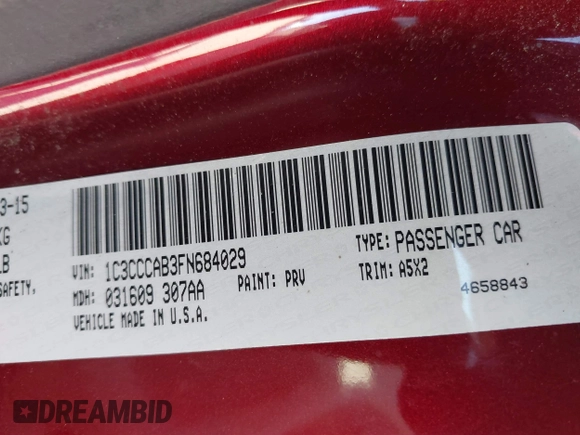 3-15
KG
LB
SAFETY,
VIN: 1C3CCCAB3FN684029
TYPE: PASSENGER CAR
MDH: 031609 307AA
PAINT: PRV
TRIM: A5X2
VEHICLE MADE IN U.S.A.
4658843
DREAMBID